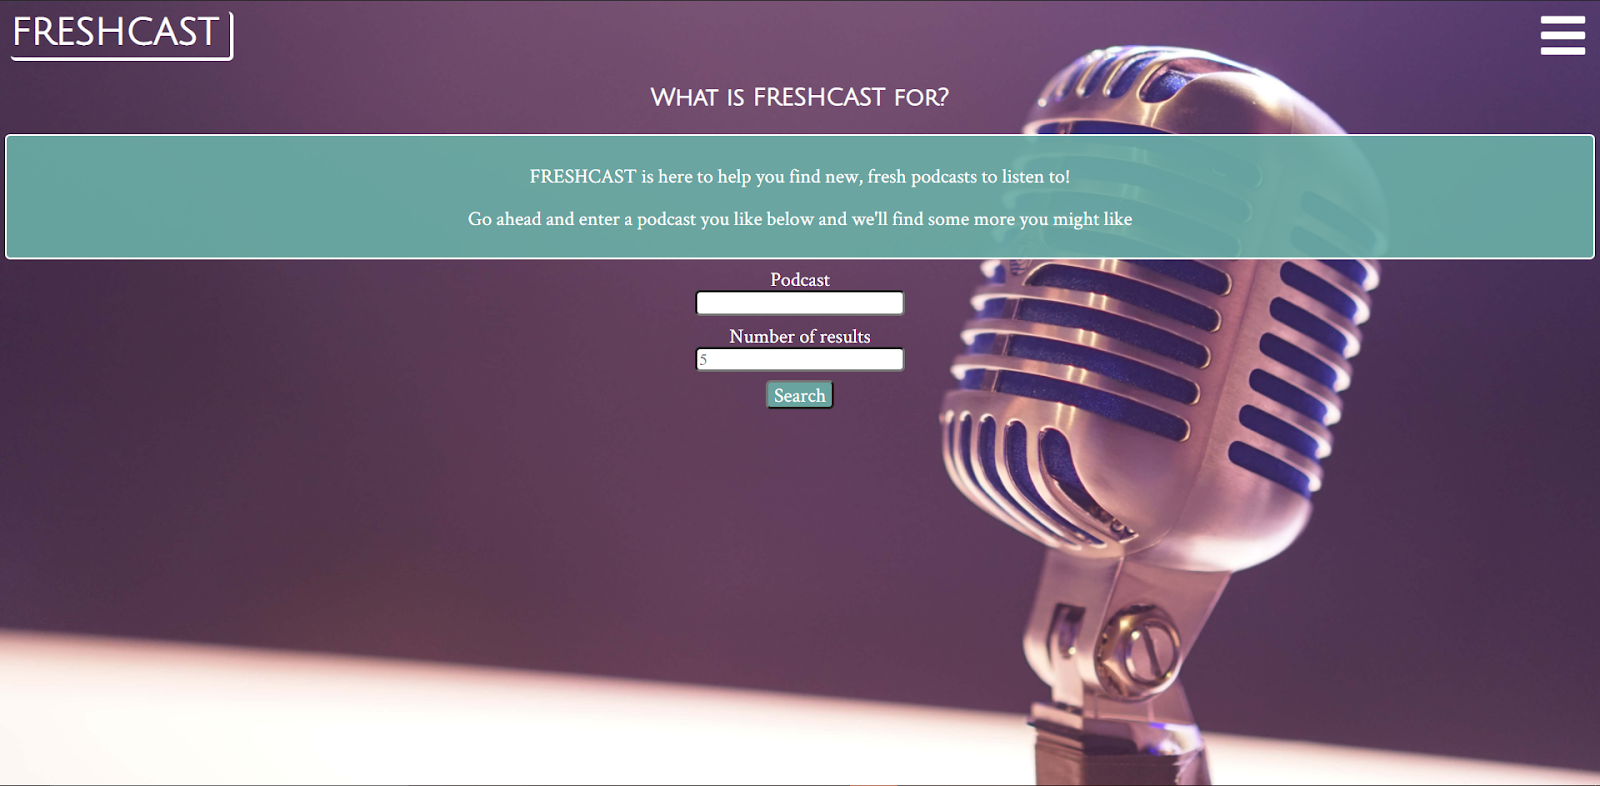 FRESHCAST
What is FRESHCAST for?
FRESHCAST is here to help you find new, fresh podcasts to listen to!
Go ahead and enter a podcast you like below and we'll find some more you might like
Podcast
Number of results
5
Search